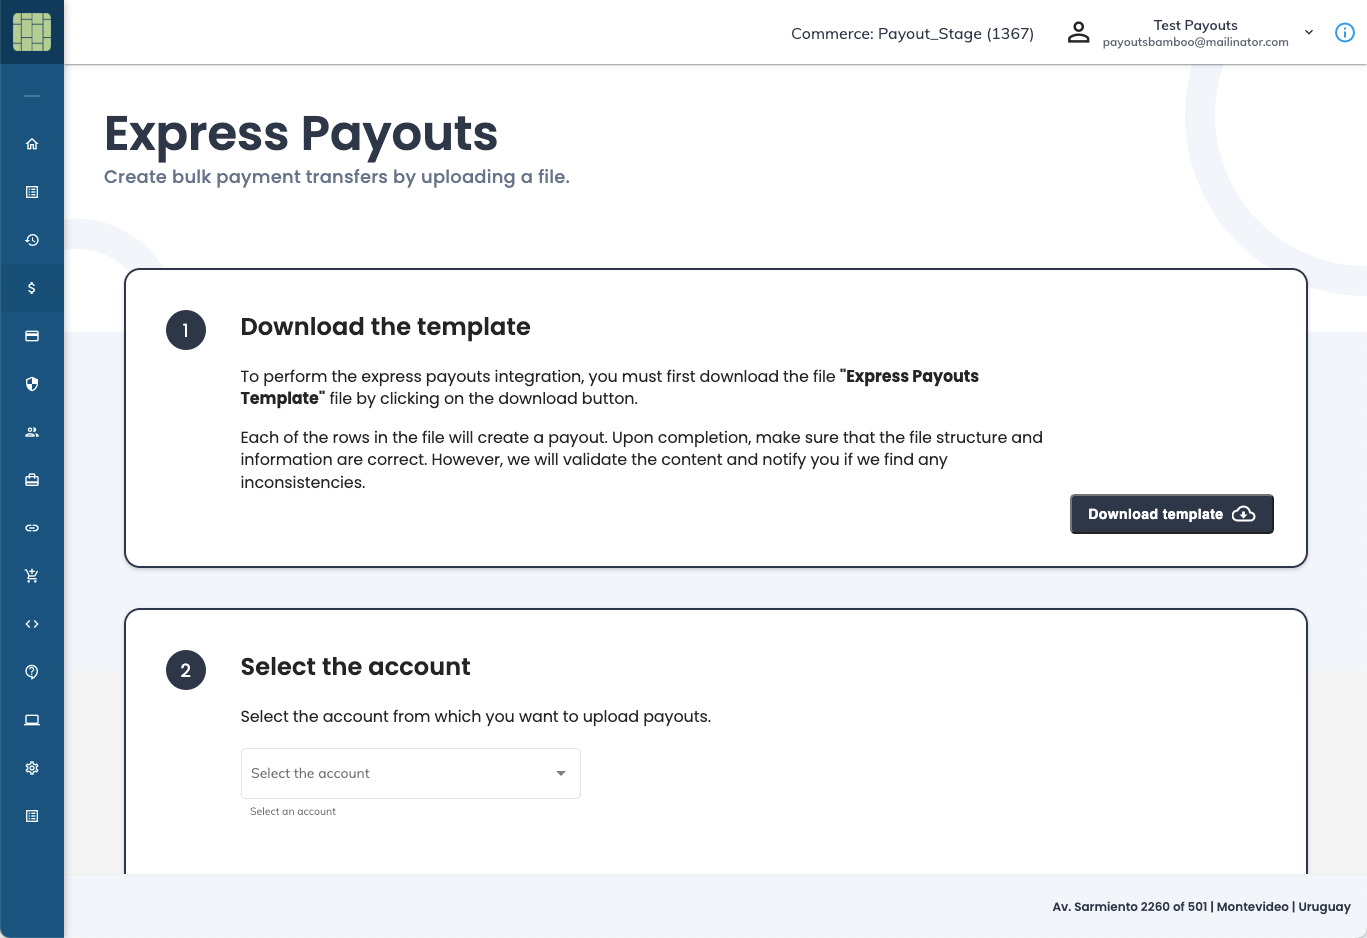 Commerce: Payout_Stage (1367)
Test Payouts
payoutsbamboo@mailinator.com
Express Payouts
Create bulk payment transfers by uploading a file.
1
Download the template
To perform the express payouts integration, you must first download the file "Express Payouts
Template" file by clicking on the download button.
Each of the rows in the file will create a payout. Upon completion, make sure that the file structure and
information are correct. However, we will validate the content and notify you if we find any
inconsistencies.
Download template
2
Select the account
Select the account from which you want to upload payouts.
Select the account
Select an account
Av. Sarmiento 2260 of 501 | Montevideo | Uruguay